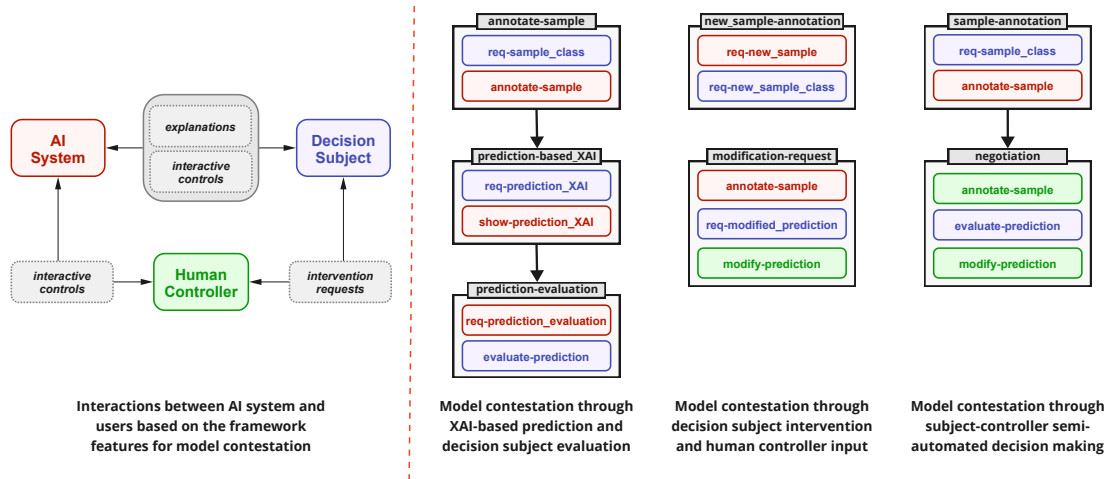 explanations
AI
System
Decision
Subject
interactive
controls
interactive
controls
Human
Controller
intervention
requests
Interactions between AI system and
users based on the framework
features for model contestation
annotate-sample
req-sample_class
annotate-sample
prediction-based_XAI
req-prediction_XAI
show-prediction_XAI
prediction-evaluation
req-prediction_evaluation
evaluate-prediction
Model contestation through
XAI-based prediction and
decision subject evaluation
new_sample-annotation
req-new_sample
req-new_sample_class
modification-request
annotate-sample
req-modified_prediction
modify-prediction
Model contestation through
decision subject intervention
and human controller input
sample-annotation
req-sample_class
annotate-sample
negotiation
annotate-sample
evaluate-prediction
modify-prediction
Model contestation through
subject-controller semi-
automated decision making